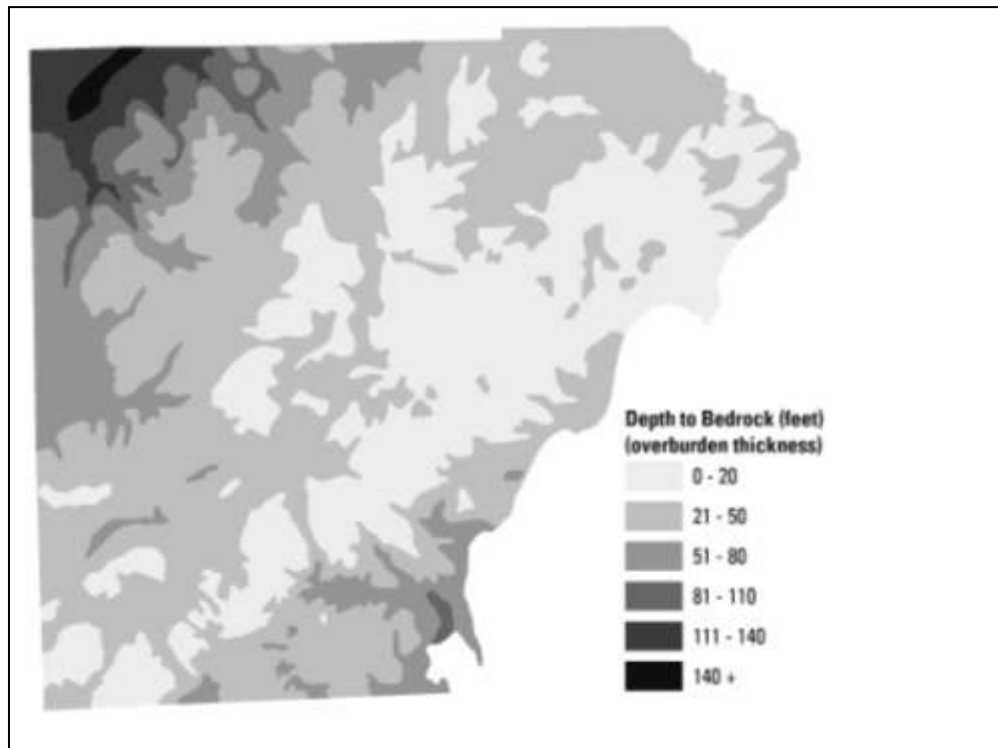 Depth to Bedrock (feet)
(overburden thickness)
0 - 20
21 - 50
51 - 80
81 - 110
111 - 140
140 +